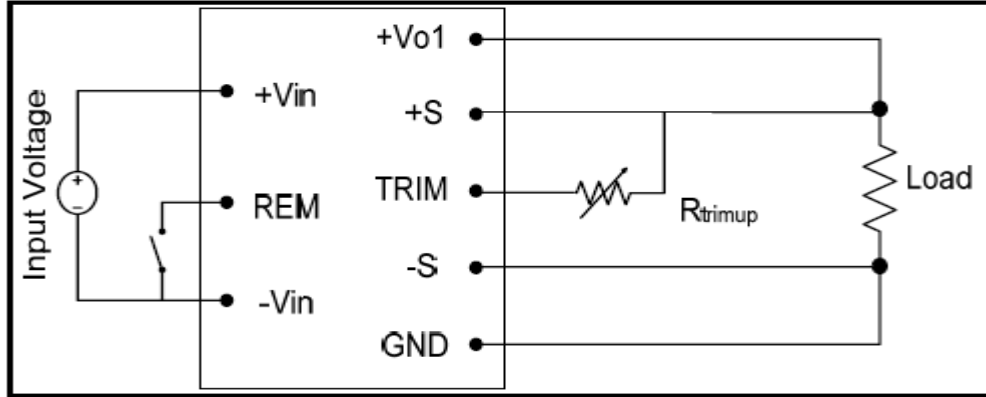 Input Voltage
+
−
+Vin
REM
-Vin
+Vo1
+S
TRIM
-S
GND
Rtrimup
Load